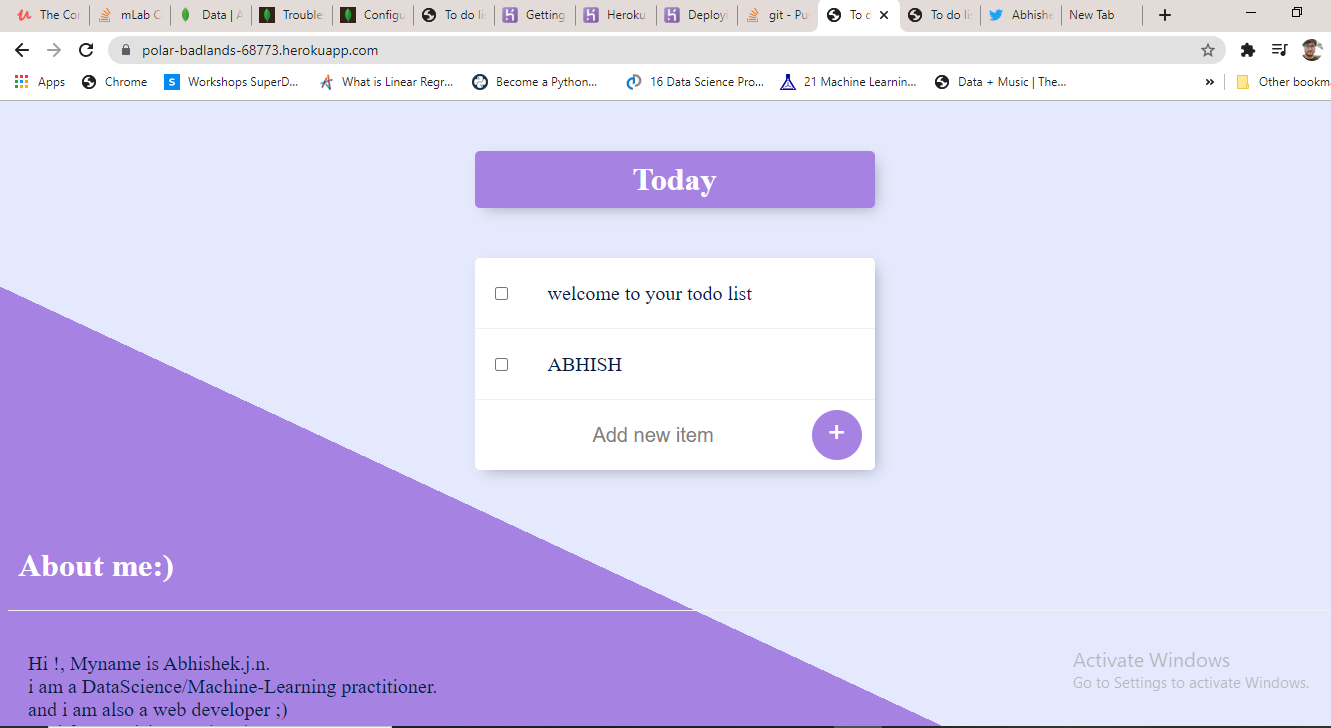 The Co
mLab C
Data | A
Trouble
Configu
To do li
Getting
Heroku
Deploy
git - Pus
To d
To do li
Abhishe
New Tab
polar-badlands-68773.herokuapp.com
Apps
Chrome
Workshops SuperD...
What is Linear Regr...
Become a Python...
16 Data Science Pro...
21 Machine Learnin...
Data + Music | The...
»
Other bookm
Today
welcome to your todo list
ABHISH
Add new item
+
About me:)
Hi !, Myname is Abhishek.j.n.
i am a DataScience/Machine-Learning practitioner.
and i am also a web developer ;)
Activate Windows
Go to Settings to activate Windows.